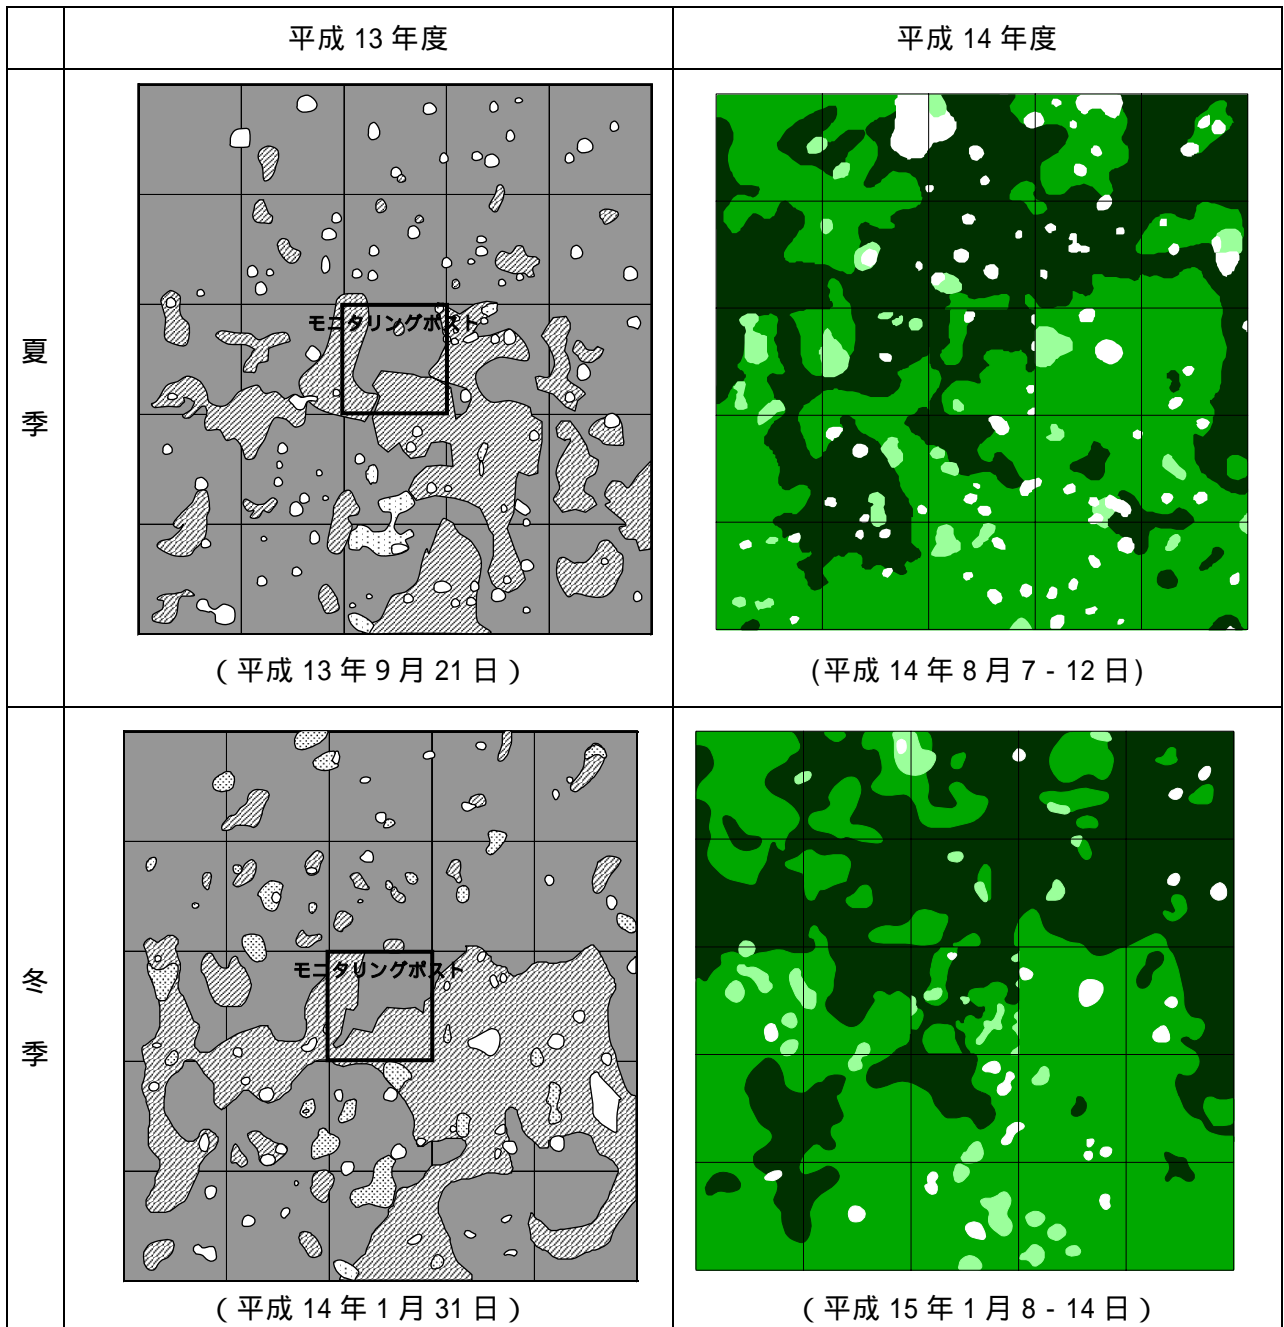 平成 13 年度
平成 14 年度
夏季
モニタリングポスト
（平成 13 年 9 月 21 日）
(平成 14 年 8 月 7 - 12 日)
冬季
モニタリングポスト
（平成 14 年 1 月 31 日）
（平成 15 年 1 月 8 - 14 日）